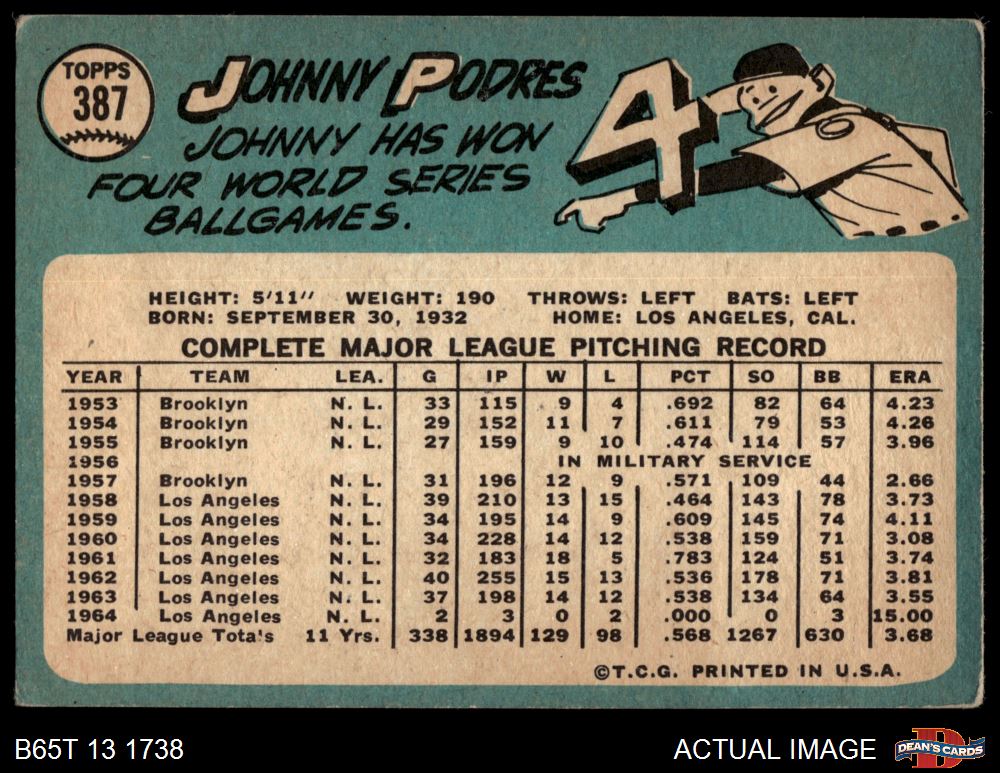 TOPPS
387
JOHNNY PODRES
JOHNNY HAS WON
FOUR WORLD SERIES
BALLGAMES.
4
HEIGHT: 5'11" WEIGHT: 190 THROWS: LEFT BATS: LEFT
BORN: SEPTEMBER 30, 1932 HOME: LOS ANGELES, CAL.
COMPLETE MAJOR LEAGUE PITCHING RECORD
YEAR TEAM LEA. G IP W L PCT SO BB ERA
1953 Brooklyn N. L. 33 115 9 4 .692 82 64 4.23
1954 Brooklyn N. L. 29 152 11 7 .611 79 53 4.26
1955 Brooklyn N. L. 27 159 9 10 .474 114 57 3.96
1956 IN MILITARY SERVICE
1957 Brooklyn N. L. 31 196 12 9 .571 109 44 2.66
1958 Los Angeles N. L. 39 210 13 15 .464 143 78 3.73
1959 Los Angeles N. L. 34 195 14 9 .609 145 74 4.11
1960 Los Angeles N. L. 34 228 14 12 .538 159 71 3.08
1961 Los Angeles N. L. 32 183 18 5 .783 124 51 3.74
1962 Los Angeles N. L. 40 255 15 13 .536 178 71 3.81
1963 Los Angeles N. L. 37 198 14 12 .538 134 64 3.55
1964 Los Angeles N. L. 2 3 0 2 .000 0 3 15.00
Major League Tota's 11 Yrs. 338 1894 129 98 .568 1267 630 3.68
©T.C.G. PRINTED IN U.S.A.
B65T 13 1738 ACTUAL IMAGE DEAN'S CARDS